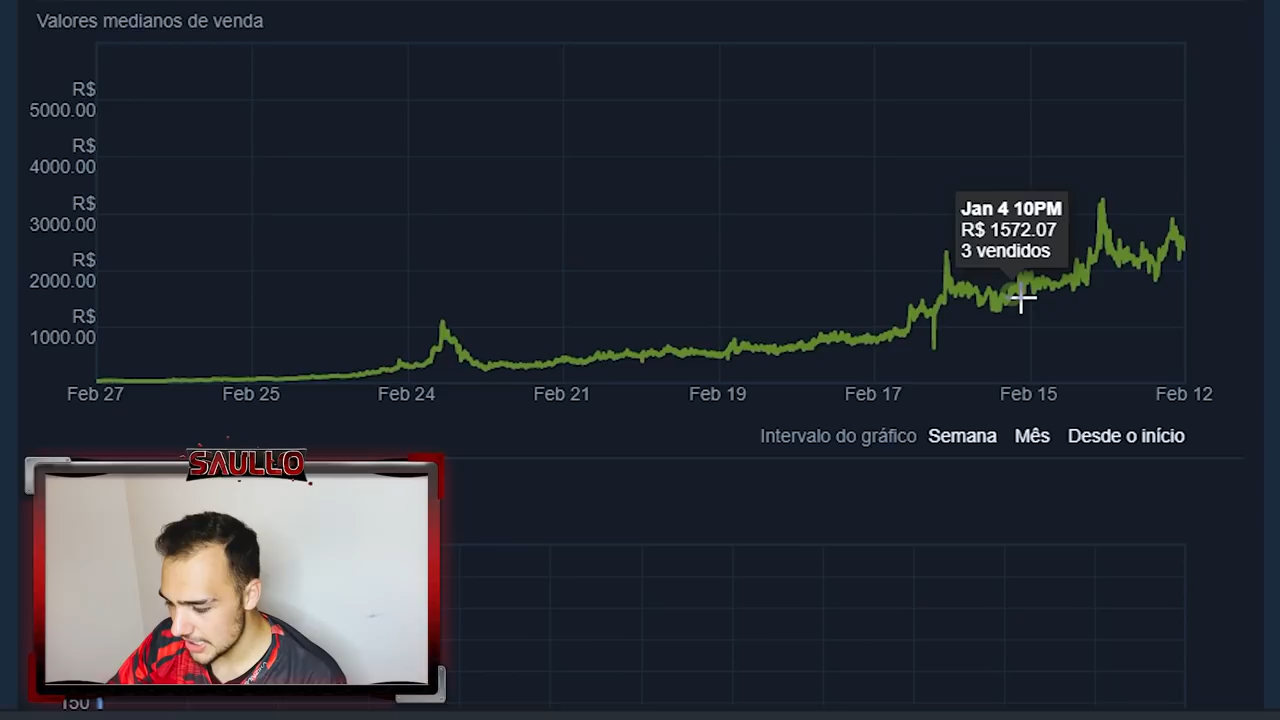 Valores medianos de venda
R$
5000.00
R$
4000.00
R$
3000.00
R$
2000.00
R$
1000.00
Jan 4 10PM
R$ 1572.07
3 vendidos
Feb 27 Feb 25 Feb 24 Feb 21 Feb 19 Feb 17 Feb 15 Feb 12
Intervalo do gráfico Semana Mês Desde o início
SAULLO
150